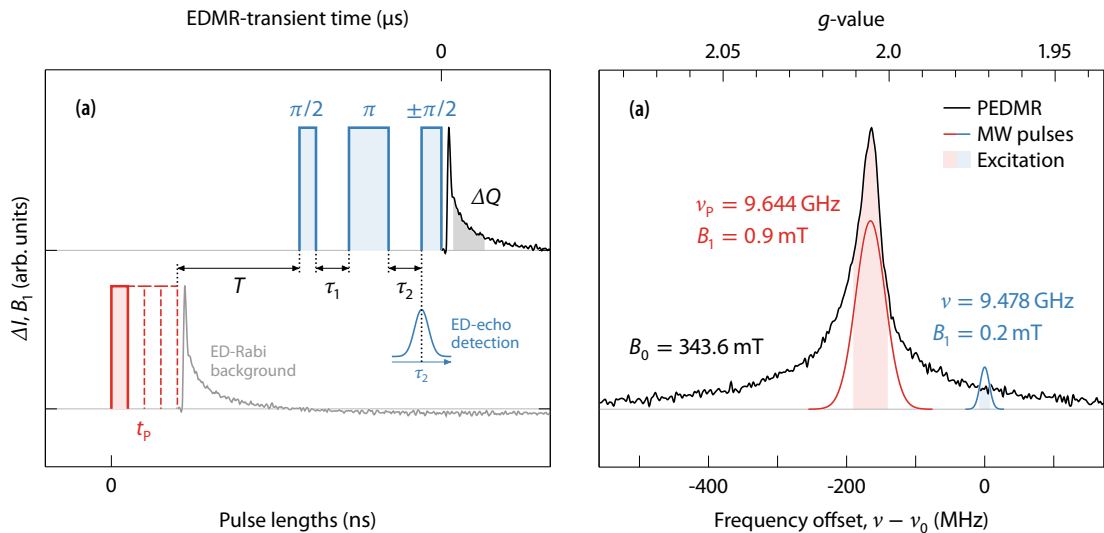 EDMR-transient time (µs)
0
(a)
π/2
π
±π/2
ΔQ
ΔI, B₁ (arb. units)
T
τ₁
τ₂
ED-Rabi
background
ED-echo
detection
τ₂
tₚ
0
Pulse lengths (ns)
g-value
2.05
2.0
1.95
(a)
PEDMR
MW pulses
Excitation
νₚ = 9.644 GHz
B₁ = 0.9 mT
ν = 9.478 GHz
B₁ = 0.2 mT
B₀ = 343.6 mT
-400
-200
0
Frequency offset, ν − ν₀ (MHz)